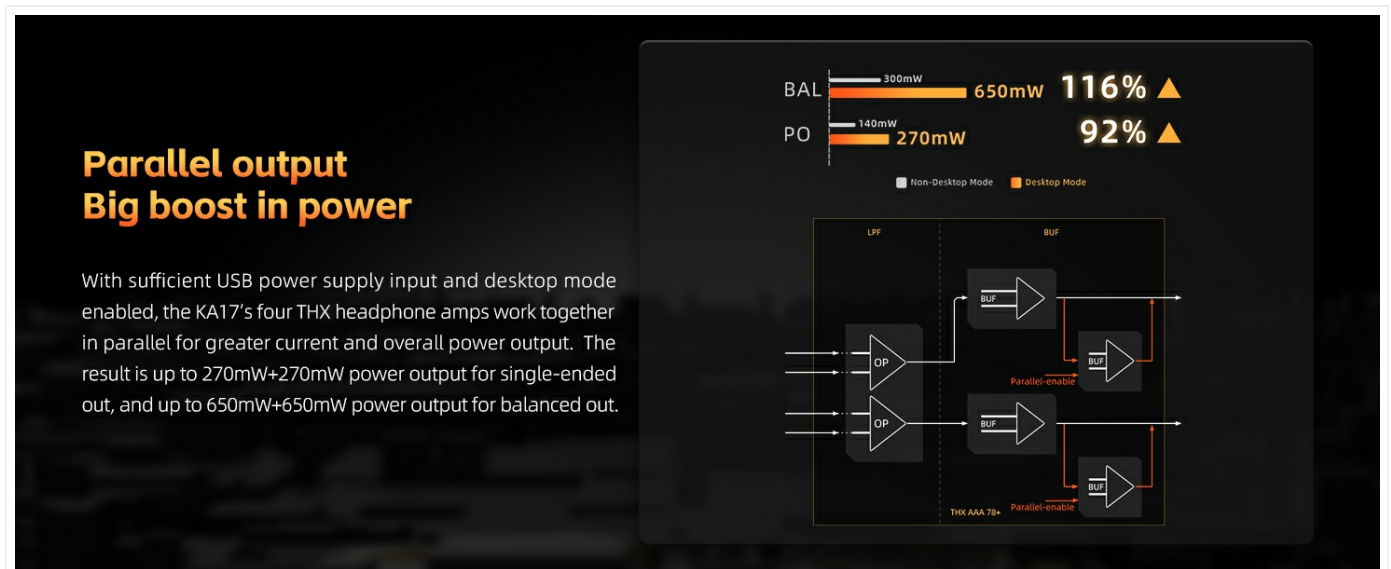 Parallel output
Big boost in power
With sufficient USB power supply input and desktop mode
enabled, the KA17's four THX headphone amps work together
in parallel for greater current and overall power output. The
result is up to 270mW+270mW power output for single-ended
out, and up to 650mW+650mW power output for balanced out.
300mW
BAL 650mW 116%
140mW
PO 270mW 92%
Non-Desktop Mode Desktop Mode
LPF BUF
BUF
OP BUF
Parallel-enable
OP BUF
BUF
THX AAA 78+ Parallel-enable